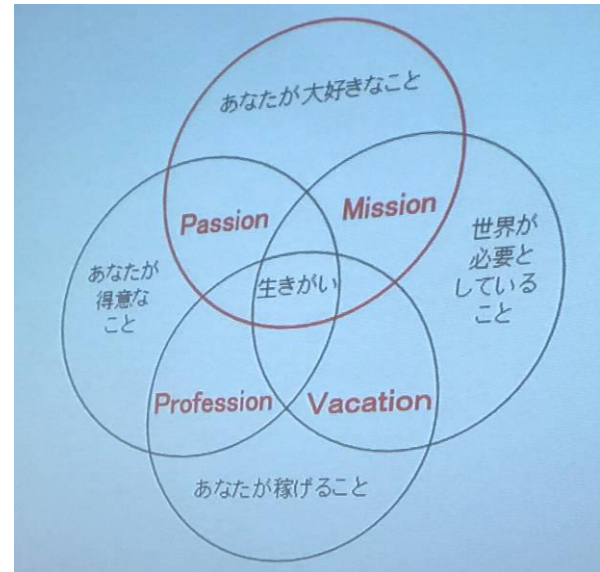 あなたが大好きなこと
Passion
Mission
世界が
必要と
している
こと
あなたが
得意な
こと
生きがい
Profession
Vacation
あなたが稼げること